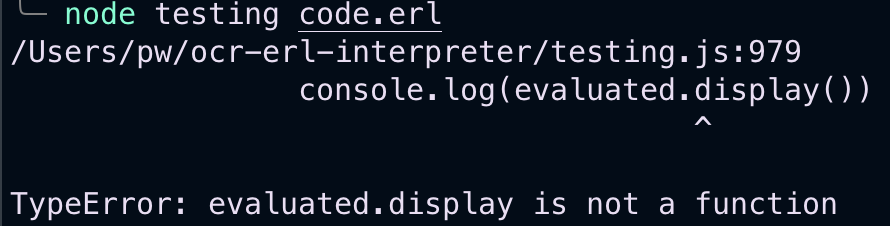 ╰─ node testing code.erl
/Users/pw/ocr-erl-interpreter/testing.js:979
                console.log(evaluated.display())
                                      ^

TypeError: evaluated.display is not a function